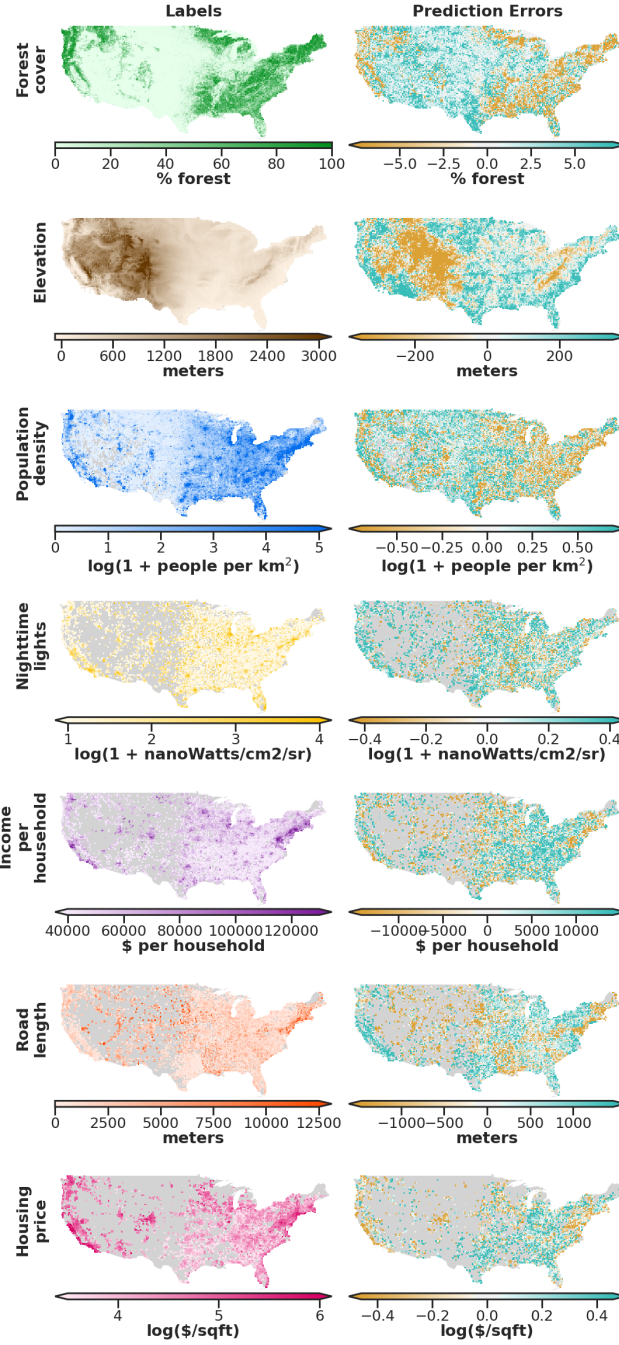 Labels
Prediction Errors
Forest
cover
0 20 40 60 80 100
% forest
−5.0 −2.5 0.0 2.5 5.0
% forest
Elevation
0 600 1200 1800 2400 3000
meters
−200 0 200
meters
Population
density
0 1 2 3 4 5
log(1 + people per km²)
−0.50 −0.25 0.00 0.25 0.50
log(1 + people per km²)
Nighttime
lights
1 2 3 4
log(1 + nanoWatts/cm2/sr)
−0.4 −0.2 0.0 0.2 0.4
log(1 + nanoWatts/cm2/sr)
Income
per
household
40000 60000 80000 100000 120000
$ per household
−10000 −5000 0 5000 10000
$ per household
Road
length
0 2500 5000 7500 10000 12500
meters
−1000 −500 0 500 1000
meters
Housing
price
4 5 6
log($/sqft)
−0.4 −0.2 0.0 0.2 0.4
log($/sqft)